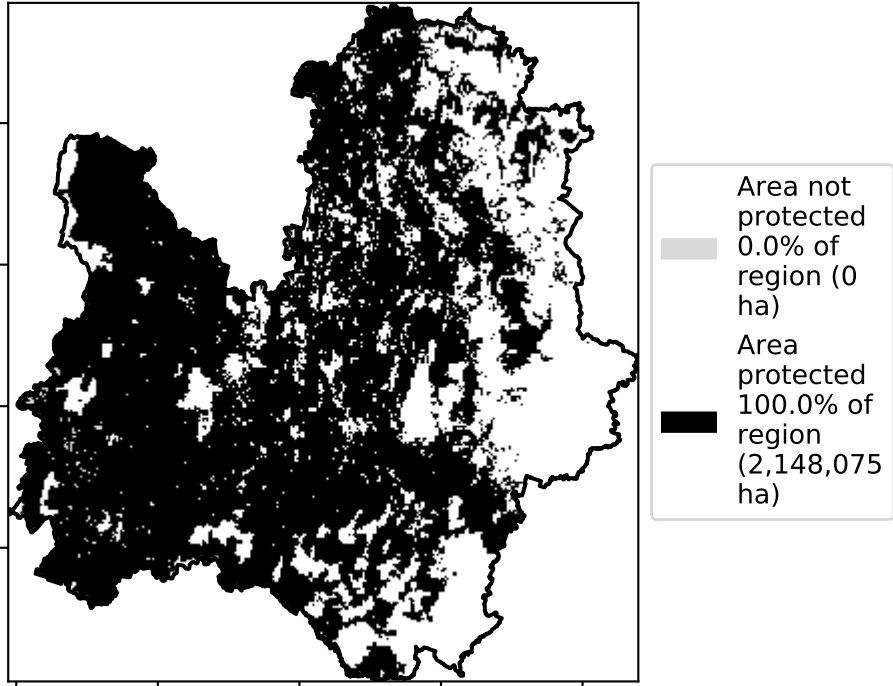 Area not
protected
0.0% of
region (0
ha)
Area
protected
100.0% of
region
(2,148,075
ha)